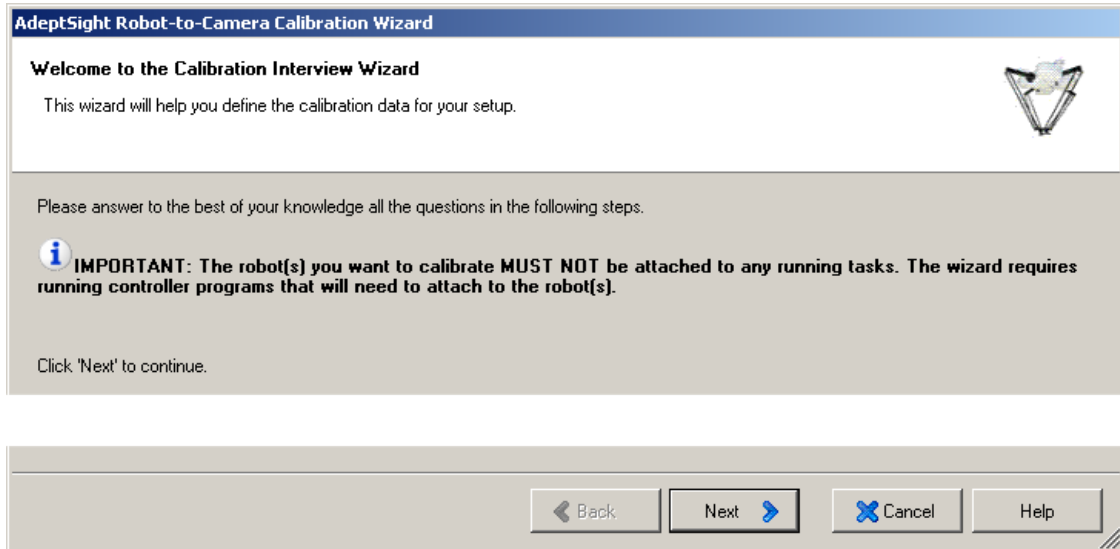 AdeptSight Robot-to-Camera Calibration Wizard
Welcome to the Calibration Interview Wizard
This wizard will help you define the calibration data for your setup.
Please answer to the best of your knowledge all the questions in the following steps.
IMPORTANT: The robot(s) you want to calibrate MUST NOT be attached to any running tasks. The wizard requires
running controller programs that will need to attach to the robot(s).
Click 'Next' to continue.
Back Next Cancel Help